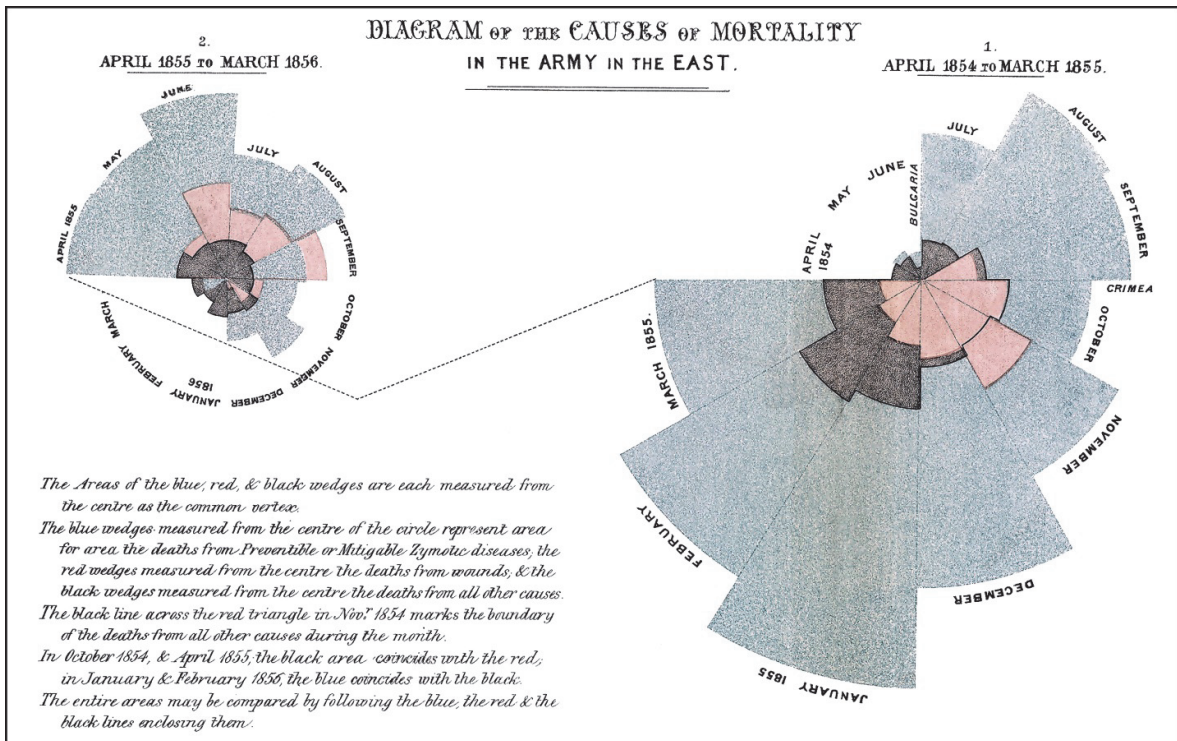 DIAGRAM OF THE CAUSES OF MORTALITY
IN THE ARMY IN THE EAST.
2.
APRIL 1855 TO MARCH 1856.
1.
APRIL 1854 TO MARCH 1855.
APRIL 1855
MAY
JUNE
JULY
AUGUST
SEPTEMBER
OCTOBER
NOVEMBER
DECEMBER
JANUARY
1856
FEBRUARY
MARCH
APRIL
1854
MAY
JUNE
BULGARIA
JULY
AUGUST
SEPTEMBER
CRIMEA
OCTOBER
NOVEMBER
DECEMBER
JANUARY 1855
FEBRUARY
MARCH 1855.
The Areas of the blue, red, & black wedges are each measured from
the centre as the common vertex.
The blue wedges measured from the centre of the circle represent area
for area the deaths from Preventible or Mitigable Zymotic diseases; the
red wedges measured from the centre the deaths from wounds; & the
black wedges measured from the centre the deaths from all other causes.
The black line across the red triangle in Nov.r 1854 marks the boundary
of the deaths from all other causes during the month.
In October 1854, & April 1855, the black area coincides with the red;
in January & February 1856, the blue coincides with the black.
The entire areas may be compared by following the blue, the red & the
black lines enclosing them.